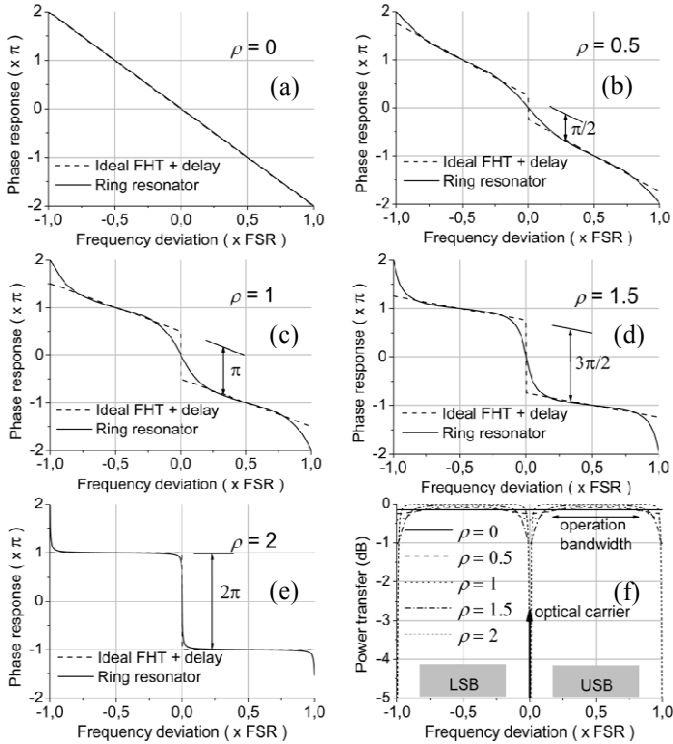 2
1
0
-1
-2
Phase response ( x π )
ρ = 0
(a)
Ideal FHT + delay
Ring resonator
-1,0 -0,5 0,0 0,5 1,0
Frequency deviation ( x FSR )
2
1
0
-1
-2
Phase response ( x π )
ρ = 0.5
(b)
π/2
Ideal FHT + delay
Ring resonator
-1,0 -0,5 0,0 0,5 1,0
Frequency deviation ( x FSR )
2
1
0
-1
-2
Phase response ( x π )
ρ = 1
(c)
π
Ideal FHT + delay
Ring resonator
-1,0 -0,5 0,0 0,5 1,0
Frequency deviation ( x FSR )
2
1
0
-1
-2
Phase response ( x π )
ρ = 1.5
(d)
3π/2
Ideal FHT + delay
Ring resonator
-1,0 -0,5 0,0 0,5 1,0
Frequency deviation ( x FSR )
2
1
0
-1
-2
Phase response ( x π )
ρ = 2
(e)
2π
Ideal FHT + delay
Ring resonator
-1,0 -0,5 0,0 0,5 1,0
Frequency deviation ( x FSR )
0
-1
-2
-3
-4
-5
Power transfer (dB)
ρ = 0
ρ = 0.5
ρ = 1
ρ = 1.5
ρ = 2
operation
bandwidth
(f)
optical carrier
LSB USB
-1,0 -0,5 0,0 0,5 1,0
Frequency deviation ( x FSR )